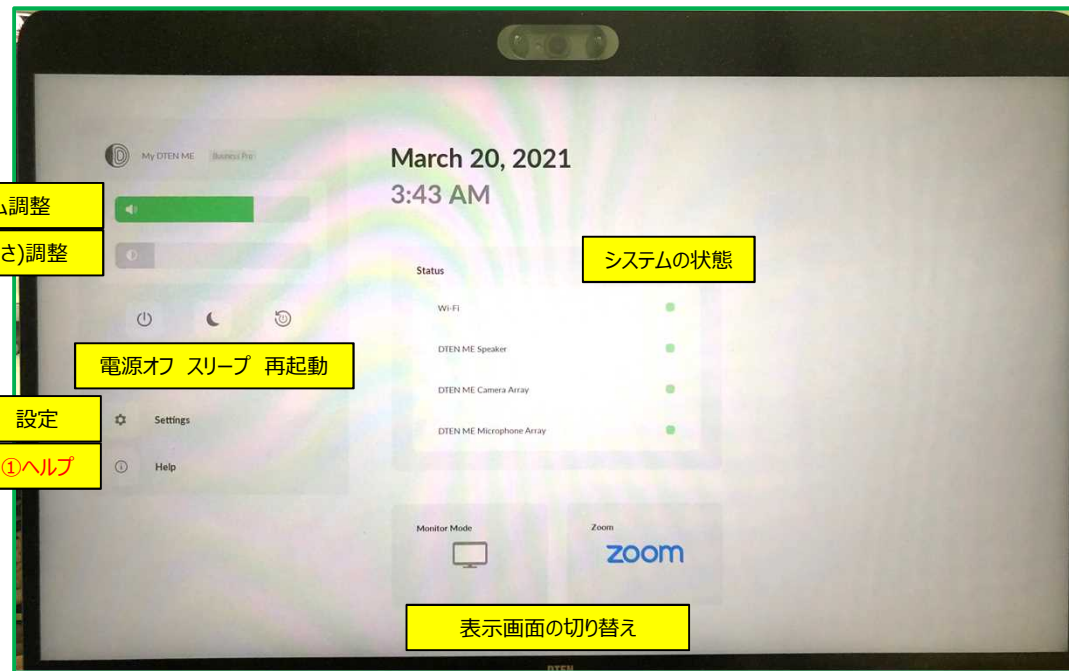 My DTEN ME Business Pro
March 20, 2021
3:43 AM
ム調整
さ)調整
システムの状態
Status
Wi-Fi
DTEN ME Speaker
DTEN ME Camera Array
DTEN ME Microphone Array
電源オフ スリープ 再起動
設定
Settings
①ヘルプ
Help
Monitor Mode
Zoom
zoom
表示画面の切り替え
DTEN